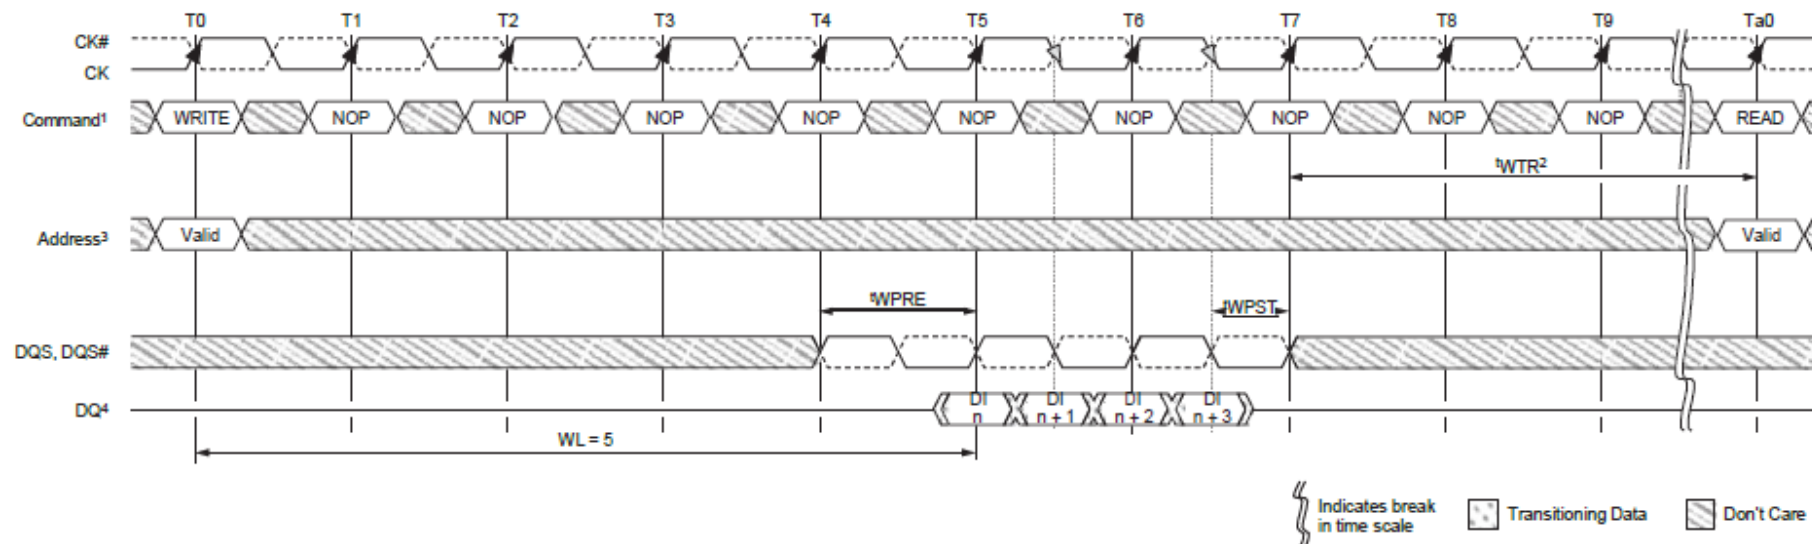 T0 T1 T2 T3 T4 T5 T6 T7 T8 T9 Ta0
CK#
CK
Command¹ WRITE NOP NOP NOP NOP NOP NOP NOP NOP NOP READ
tWTR²
Address³ Valid Valid
tWPRE tWPST
DQS, DQS#
DI DI DI DI
DQ⁴ n n + 1 n + 2 n + 3
WL = 5
Indicates break
in time scale
Transitioning Data
Don't Care